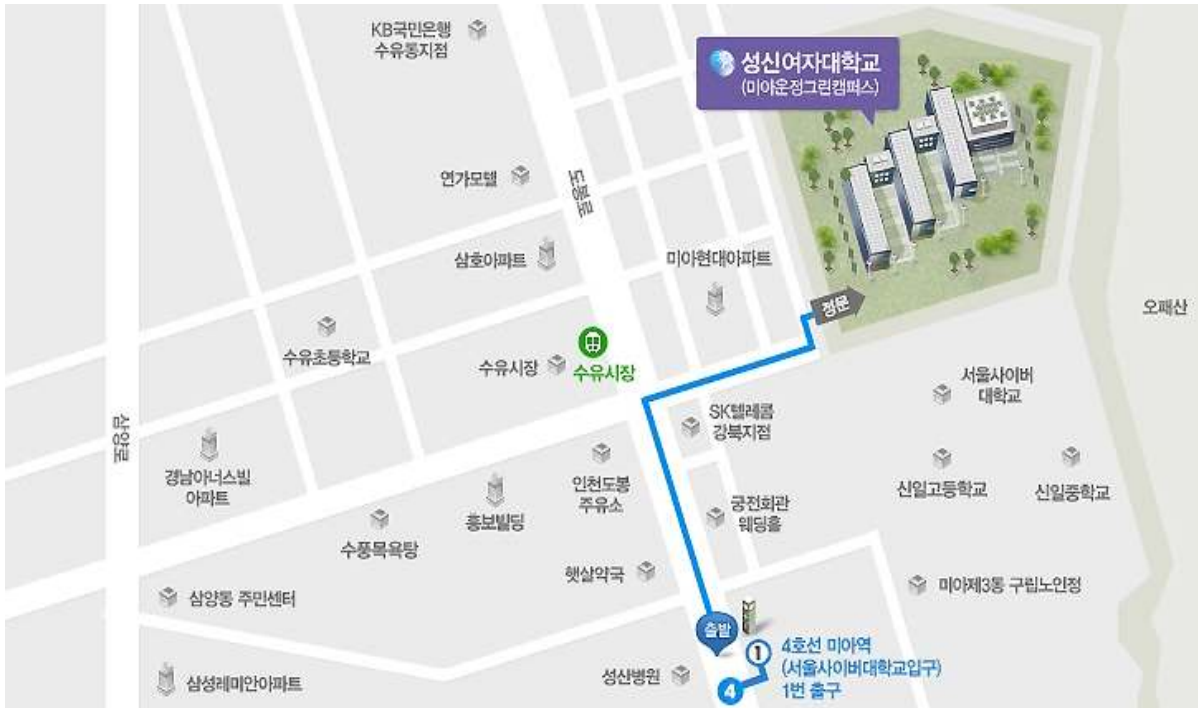 KB국민은행
수유동지점
성신여자대학교
(미아운정그린캠퍼스)
연가모텔
도봉로
삼호아파트
미아현대아파트
정문
오패산
수유초등학교
수유시장
수유시장
서울사이버
대학교
SK텔레콤
강북지점
삼양로
경남아너스빌
아파트
인천도봉
주유소
신일고등학교
신일중학교
홍보빌딩
궁전회관
웨딩홀
수풍목욕탕
햇살약국
미아제3동 구립노인정
삼양동 주민센터
출발
1
4호선 미아역
(서울사이버대학교입구)
1번 출구
4
성산병원
삼성레미안아파트